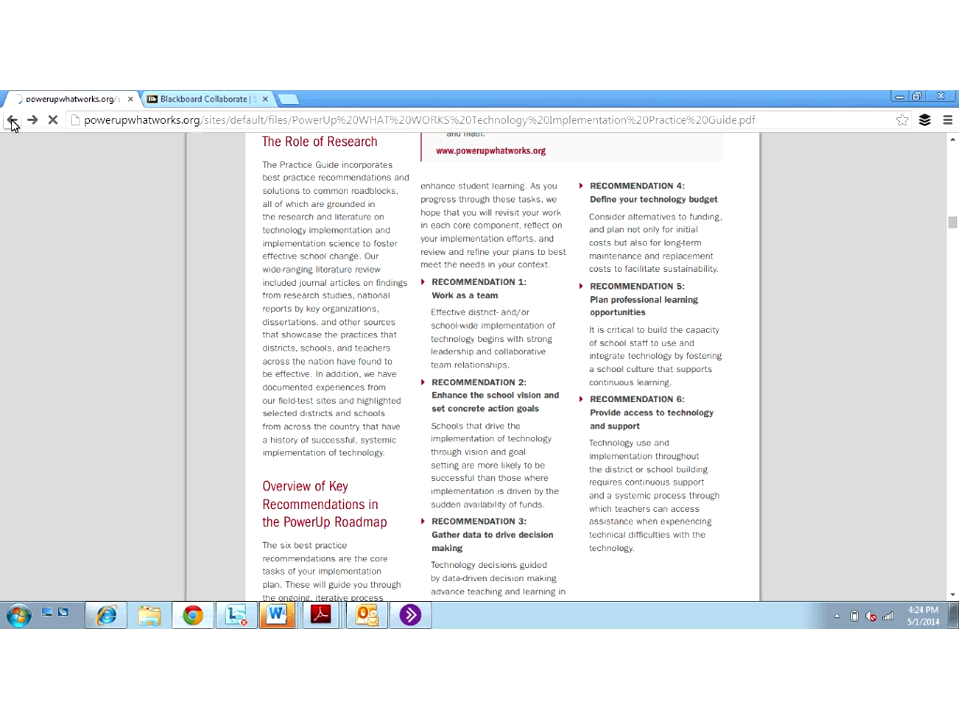 powerupwhatworks.org/s
Blackboard Collaborate |
powerupwhatworks.org/sites/default/files/PowerUp%20WHAT%20WORKS%20Technology%20Implementation%20Practice%20Guide.pdf
The Role of Research
The Practice Guide incorporates
best practice recommendations and
solutions to common roadblocks,
all of which are grounded in
the research and literature on
technology implementation and
implementation science to foster
effective school change. Our
wide-ranging literature review
included journal articles on findings
from research studies, national
reports by key organizations,
dissertations, and other sources
that showcase the practices that
districts, schools, and teachers
across the nation have found to
be effective. In addition, we have
documented experiences from
our field-test sites and highlighted
selected districts and schools
from across the country that have
a history of successful, systemic
implementation of technology.
Overview of Key
Recommendations in
the PowerUp Roadmap
The six best practice
recommendations are the core
tasks of your implementation
plan. These will guide you through
the ongoing, iterative process
and math.
www.powerupwhatworks.org
enhance student learning. As you
progress through these tasks, we
hope that you will revisit your work
in each core component, reflect on
your implementation efforts, and
review and refine your plans to best
meet the needs in your context.
RECOMMENDATION 1:
Work as a team
Effective district- and/or
school-wide implementation of
technology begins with strong
leadership and collaborative
team relationships.
RECOMMENDATION 2:
Enhance the school vision and
set concrete action goals
Schools that drive the
implementation of technology
through vision and goal
setting are more likely to be
successful than those where
implementation is driven by the
sudden availability of funds.
RECOMMENDATION 3:
Gather data to drive decision
making
Technology decisions guided
by data-driven decision making
advance teaching and learning in
RECOMMENDATION 4:
Define your technology budget
Consider alternatives to funding,
and plan not only for initial
costs but also for long-term
maintenance and replacement
costs to facilitate sustainability.
RECOMMENDATION 5:
Plan professional learning
opportunities
It is critical to build the capacity
of school staff to use and
integrate technology by fostering
a school culture that supports
continuous learning.
RECOMMENDATION 6:
Provide access to technology
and support
Technology use and
implementation throughout
the district or school building
requires continuous support
and a systemic process through
which teachers can access
assistance when experiencing
technical difficulties with the
technology.
4:24 PM
5/1/2014